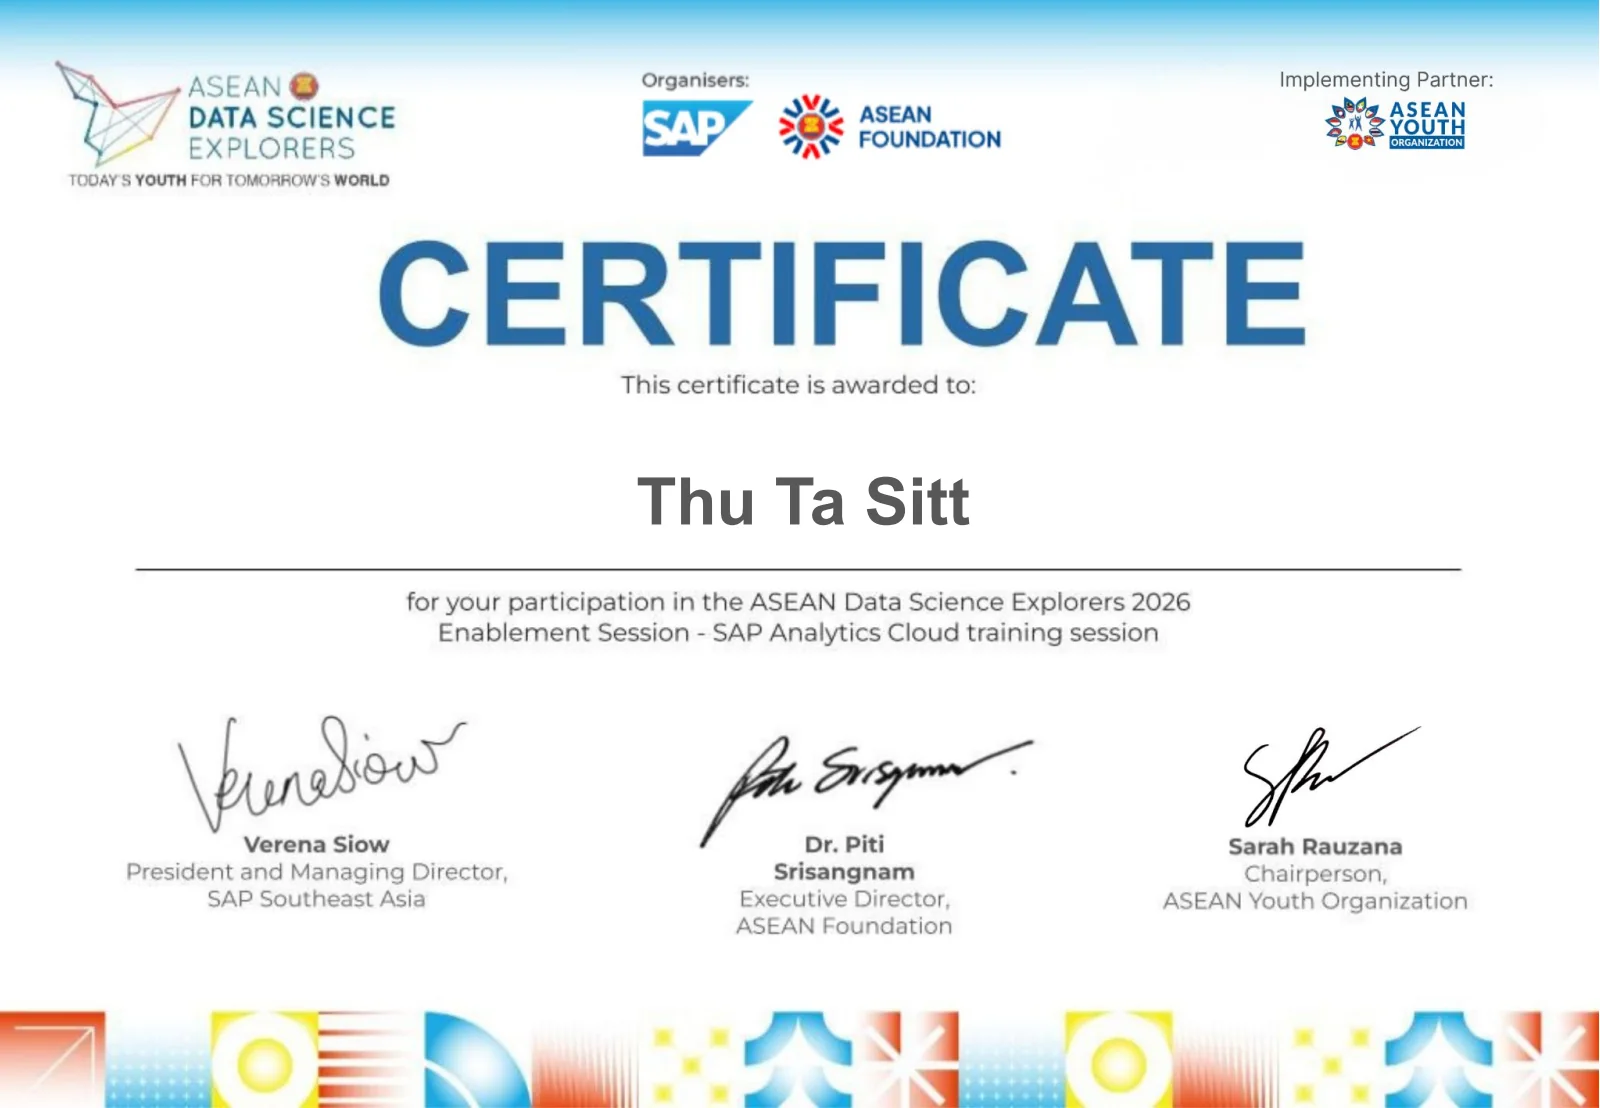 ASEAN
DATA SCIENCE
EXPLORERS
TODAY'S YOUTH FOR TOMORROW'S WORLD
Organisers:
SAP
ASEAN
FOUNDATION
Implementing Partner:
ASEAN
YOUTH
ORGANIZATION
CERTIFICATE
This certificate is awarded to:
Thu Ta Sitt
for your participation in the ASEAN Data Science Explorers 2026
Enablement Session - SAP Analytics Cloud training session
Verena Siow
Verena Siow
President and Managing Director,
SAP Southeast Asia
Dr. Piti
Srisangnam
Executive Director,
ASEAN Foundation
Sarah Rauzana
Chairperson,
ASEAN Youth Organization